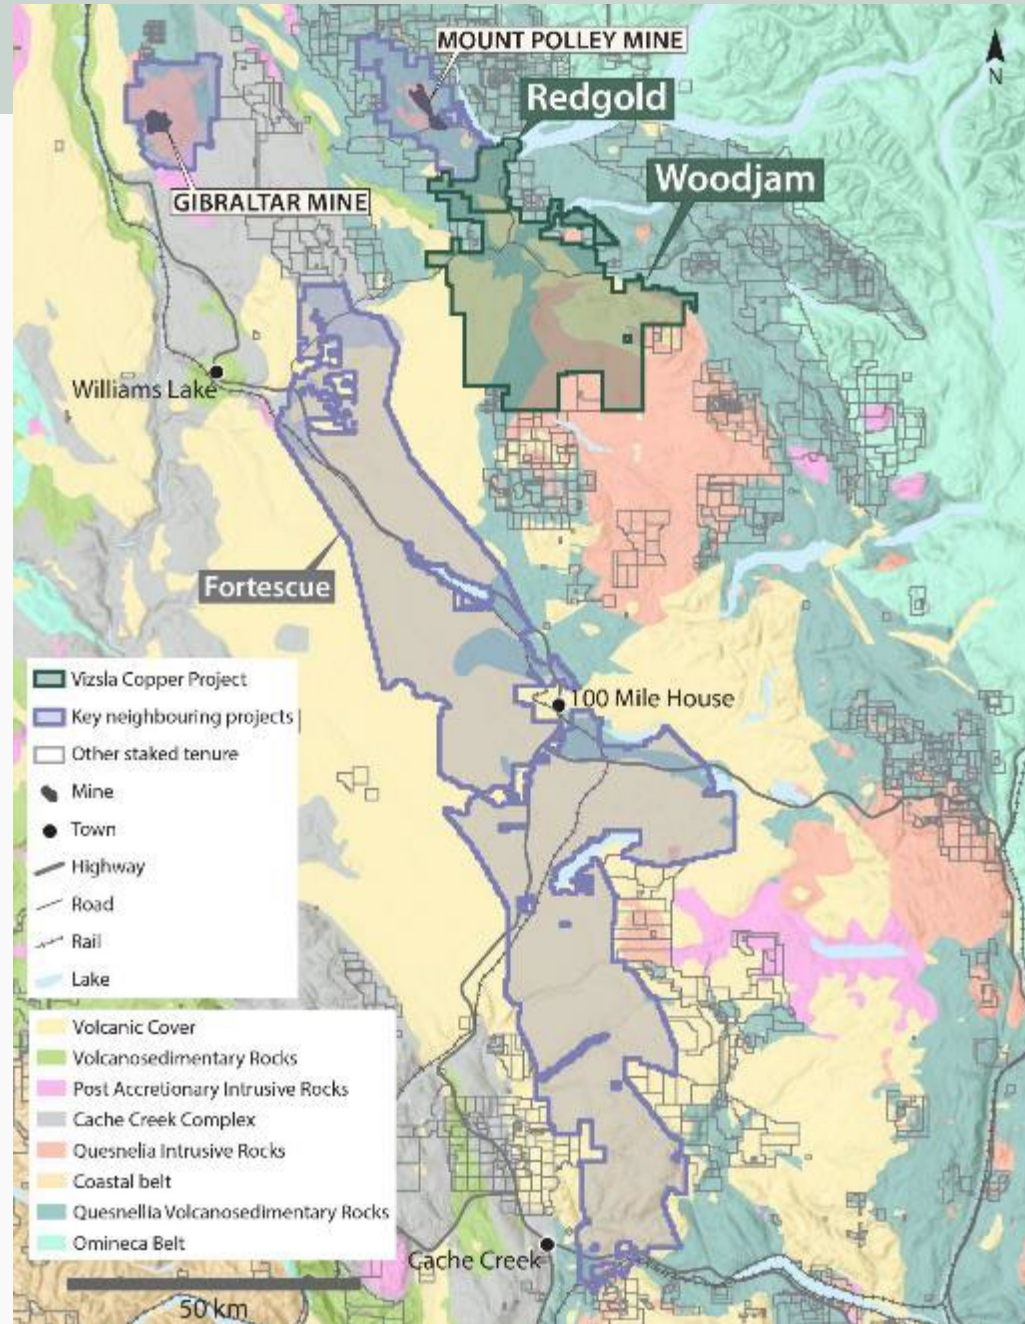 MOUNT POLLEY MINE
N
Redgold
Woodjam
GIBRALTAR MINE
Williams Lake
Fortescue
Vizsla Copper Project
Key neighbouring projects
Other staked tenure
Mine
Town
Highway
Road
Rail
Lake
100 Mile House
Volcanic Cover
Volcanosedimentary Rocks
Post Accretionary Intrusive Rocks
Cache Creek Complex
Quesnelia Intrusive Rocks
Coastal belt
Quesnellia Volcanosedimentary Rocks
Omineca Belt
Cache Creek
50 km